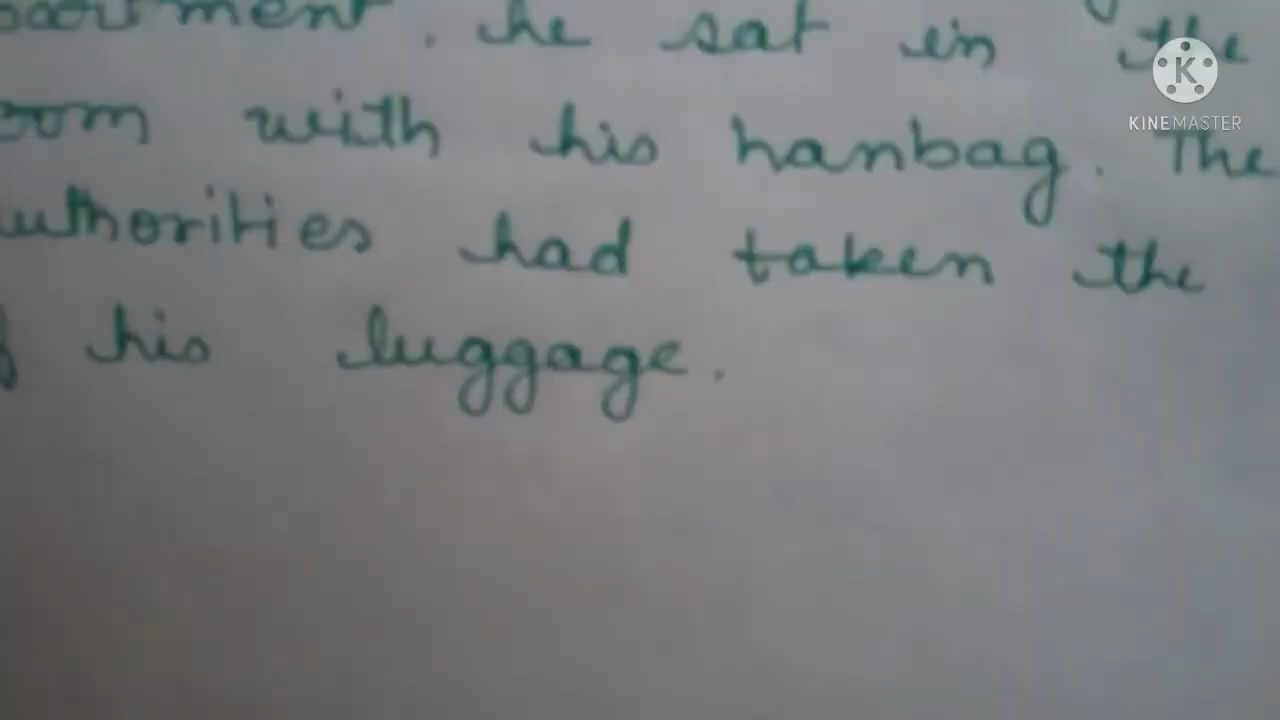 he sat in the
with his hanbag. The
had taken the
his luggage.
K
KINEMASTER